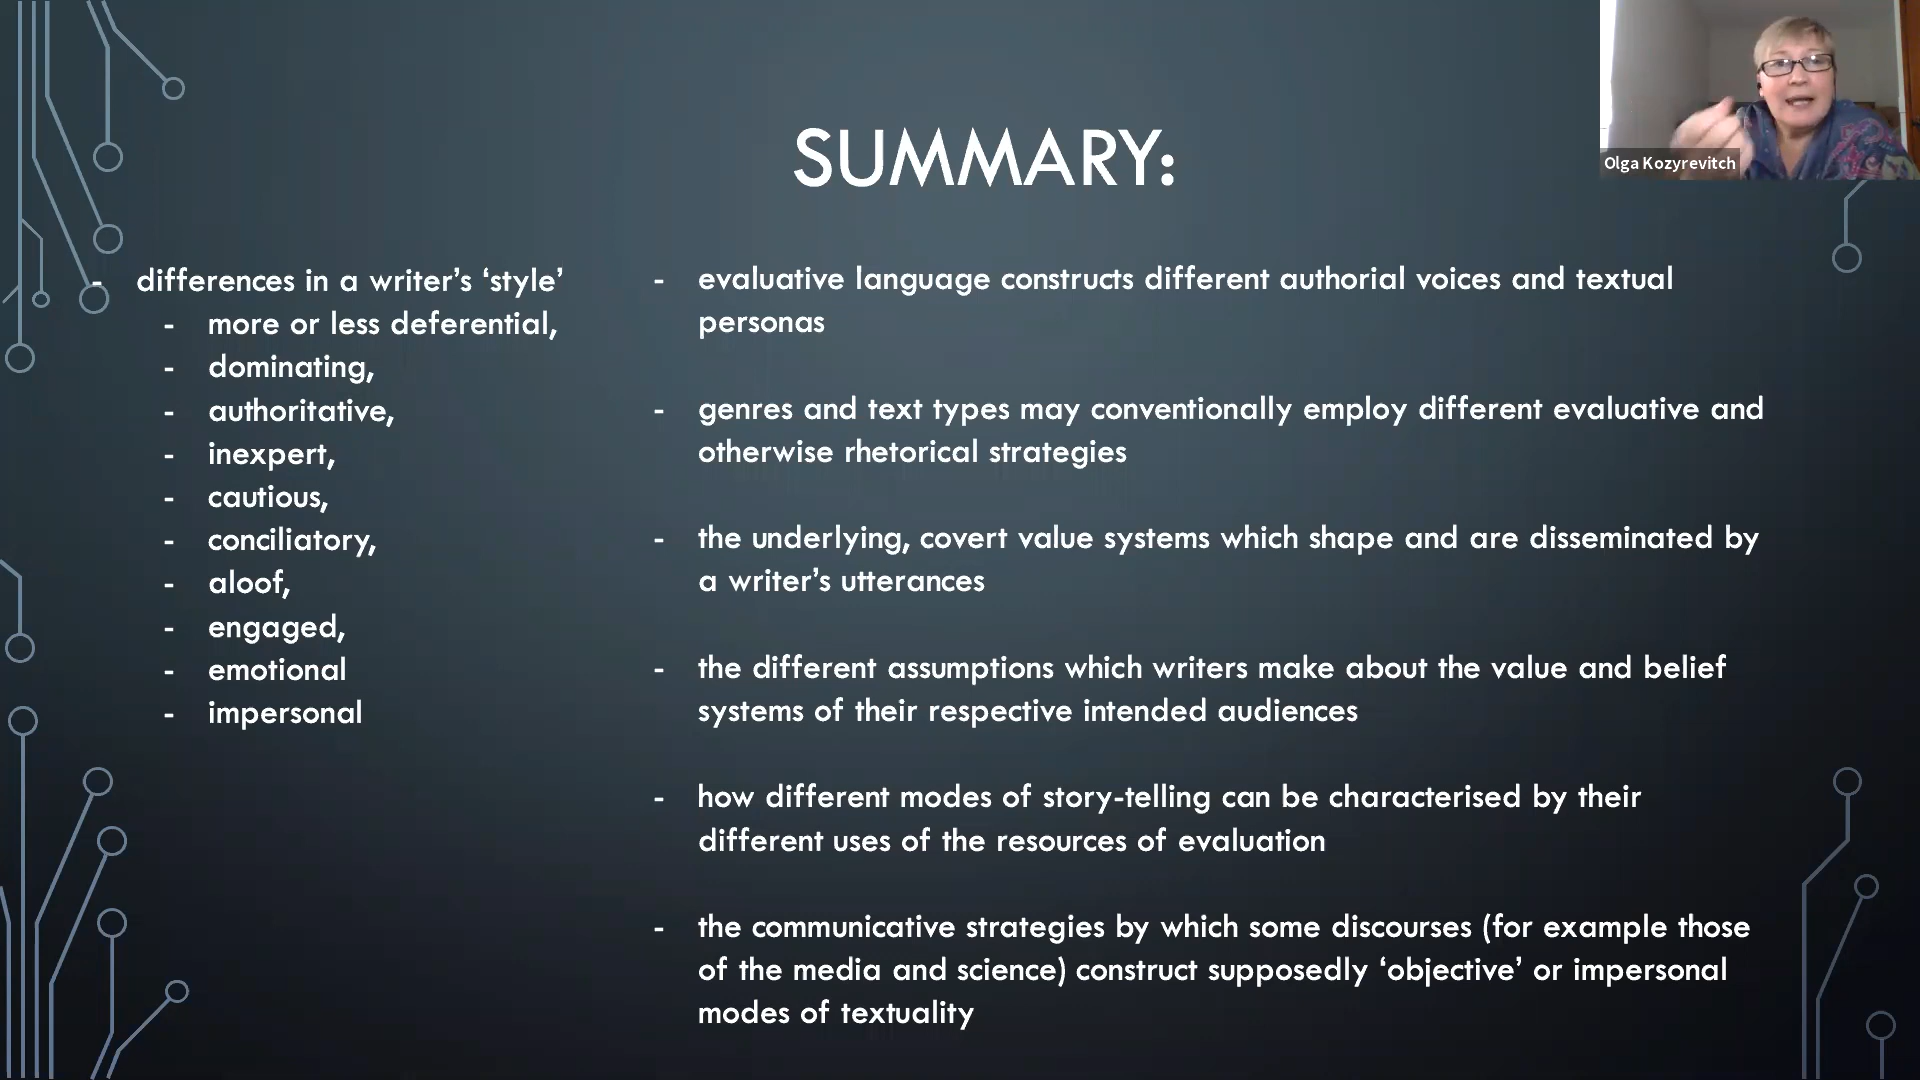 SUMMARY:
Olga Kozyrevitch
- differences in a writer’s ‘style’
- more or less deferential,
- dominating,
- authoritative,
- inexpert,
- cautious,
- conciliatory,
- aloof,
- engaged,
- emotional
- impersonal
- evaluative language constructs different authorial voices and textual
personas
- genres and text types may conventionally employ different evaluative and
otherwise rhetorical strategies
- the underlying, covert value systems which shape and are disseminated by
a writer’s utterances
- the different assumptions which writers make about the value and belief
systems of their respective intended audiences
- how different modes of story-telling can be characterised by their
different uses of the resources of evaluation
- the communicative strategies by which some discourses (for example those
of the media and science) construct supposedly ‘objective’ or impersonal
modes of textuality